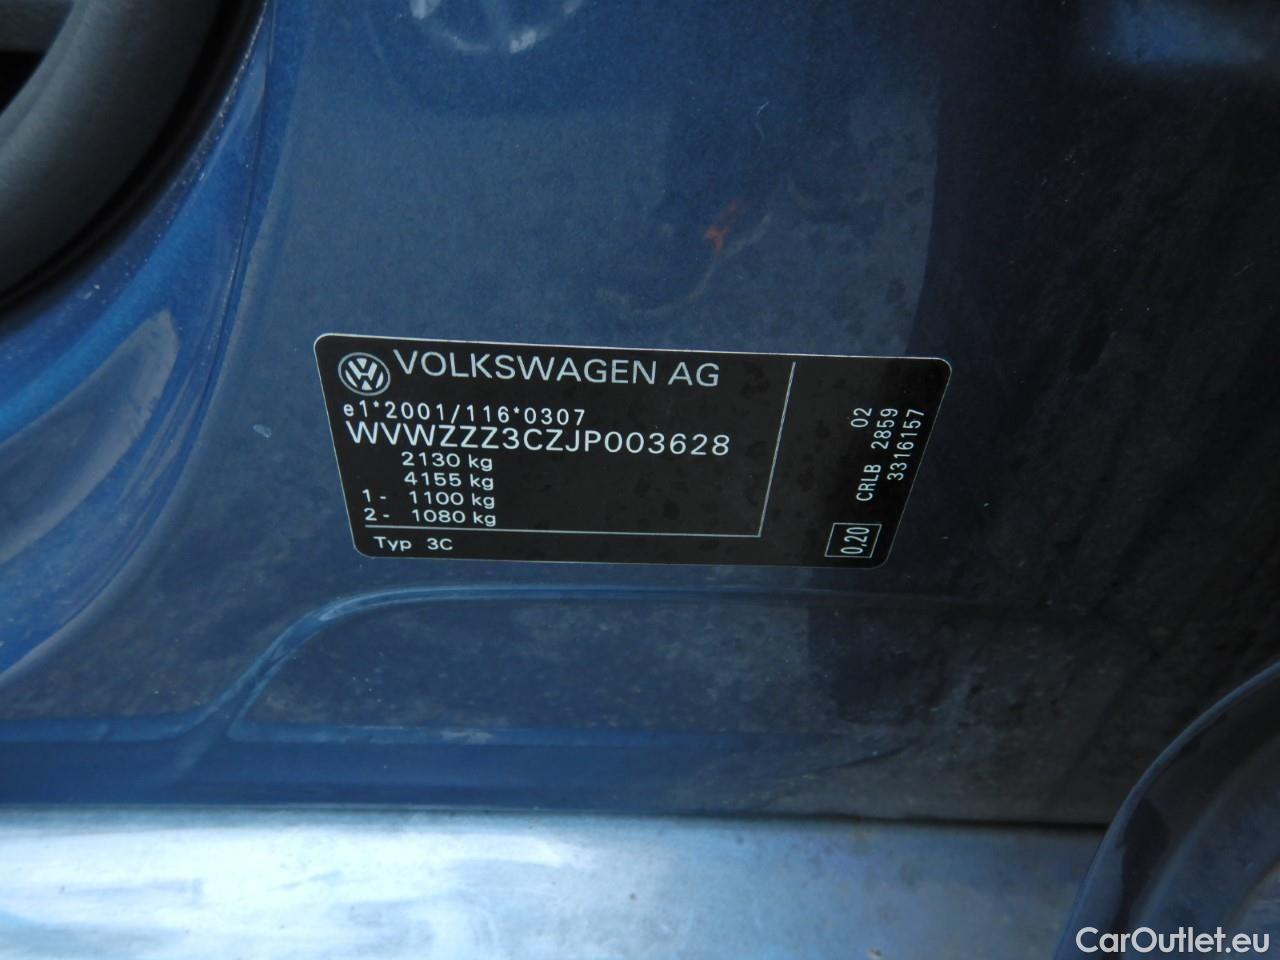 VOLKSWAGEN AG
e1*2001/116*0307
WVWZZZ3CZJP003628
2130 kg
4155 kg
1- 1100 kg
2- 1080 kg
Typ 3C
02
CRLB 2859
3316157
0,20
CarOutlet.eu